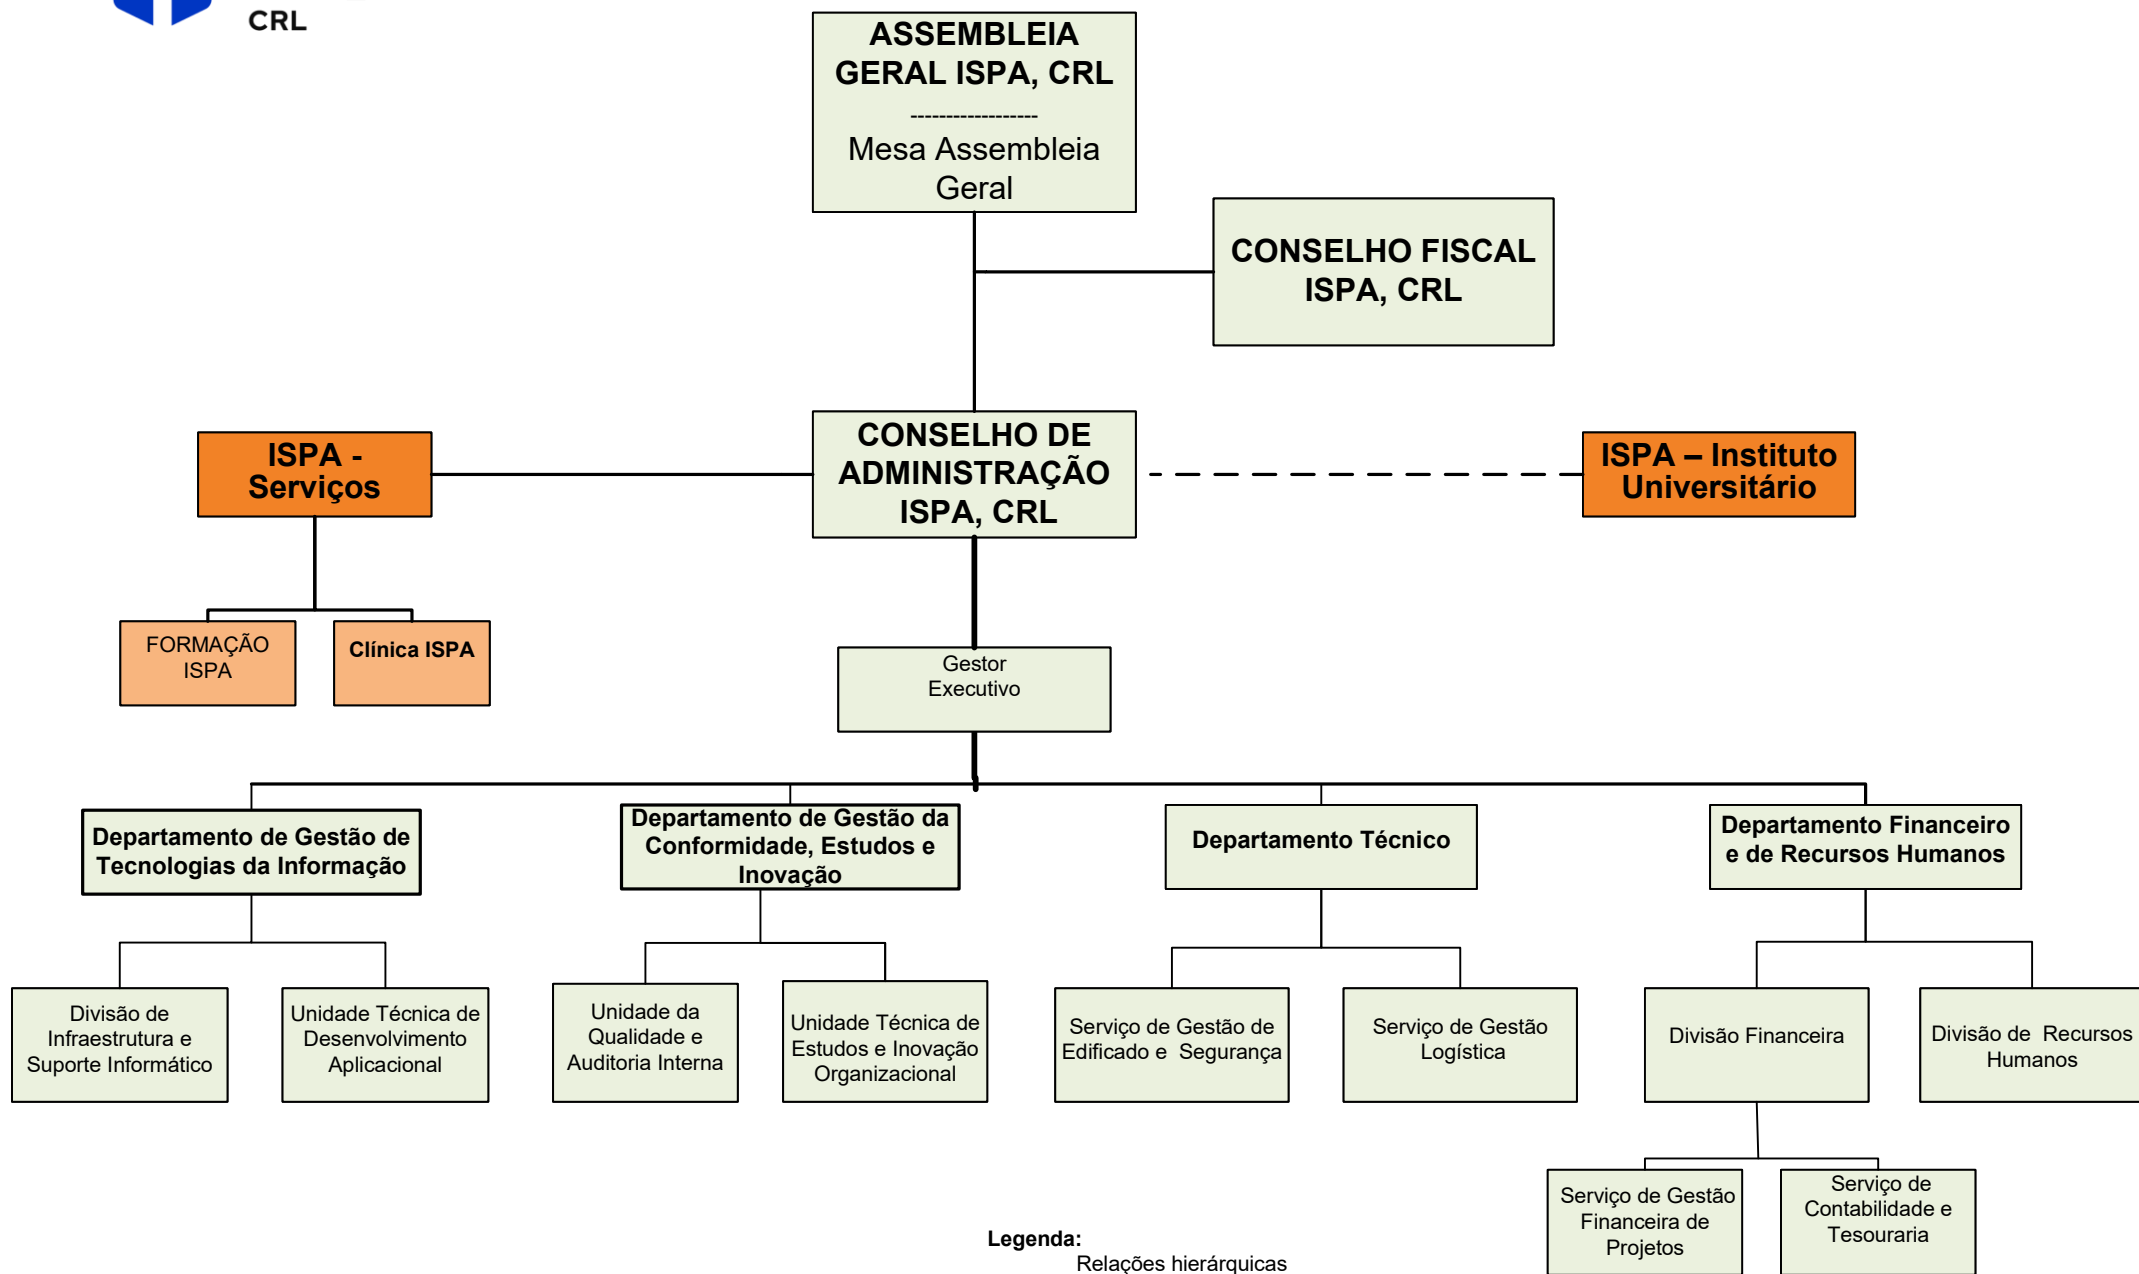 CRL
ASSEMBLEIA
GERAL ISPA, CRL
------------------
Mesa Assembleia
Geral
CONSELHO FISCAL
ISPA, CRL
ISPA -
Serviços
CONSELHO DE
ADMINISTRAÇÃO
ISPA, CRL
ISPA – Instituto
Universitário
FORMAÇÃO
ISPA
Clínica ISPA
Gestor
Executivo
Departamento de Gestão de
Tecnologias da Informação
Departamento de Gestão da
Conformidade, Estudos e
Inovação
Departamento Técnico
Departamento Financeiro
e de Recursos Humanos
Divisão de
Infraestrutura e
Suporte Informático
Unidade Técnica de
Desenvolvimento
Aplicacional
Unidade da
Qualidade e
Auditoria Interna
Unidade Técnica de
Estudos e Inovação
Organizacional
Serviço de Gestão de
Edificado e  Segurança
Serviço de Gestão
Logística
Divisão Financeira
Divisão de  Recursos
Humanos
Serviço de Gestão
Financeira de
Projetos
Serviço de
Contabilidade e
Tesouraria
Legenda:
Relações hierárquicas